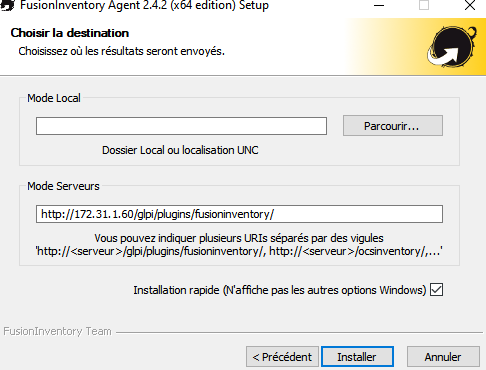 FusionInventory Agent 2.4.2 (x64 edition) Setup
Choisir la destination
Choisissez où les résultats seront envoyés.
Mode Local
Parcourir...
Dossier Local ou localisation UNC
Mode Serveurs
http://172.31.1.60/glpi/plugins/fusioninventory/
Vous pouvez indiquer plusieurs URIs séparés par des vigules
'http://<serveur>/glpi/plugins/fusioninventory/, http://<serveur>/ocsinventory/,...'
Installation rapide (N'affiche pas les autres options Windows)
FusionInventory Team
< Précédent Installer Annuler